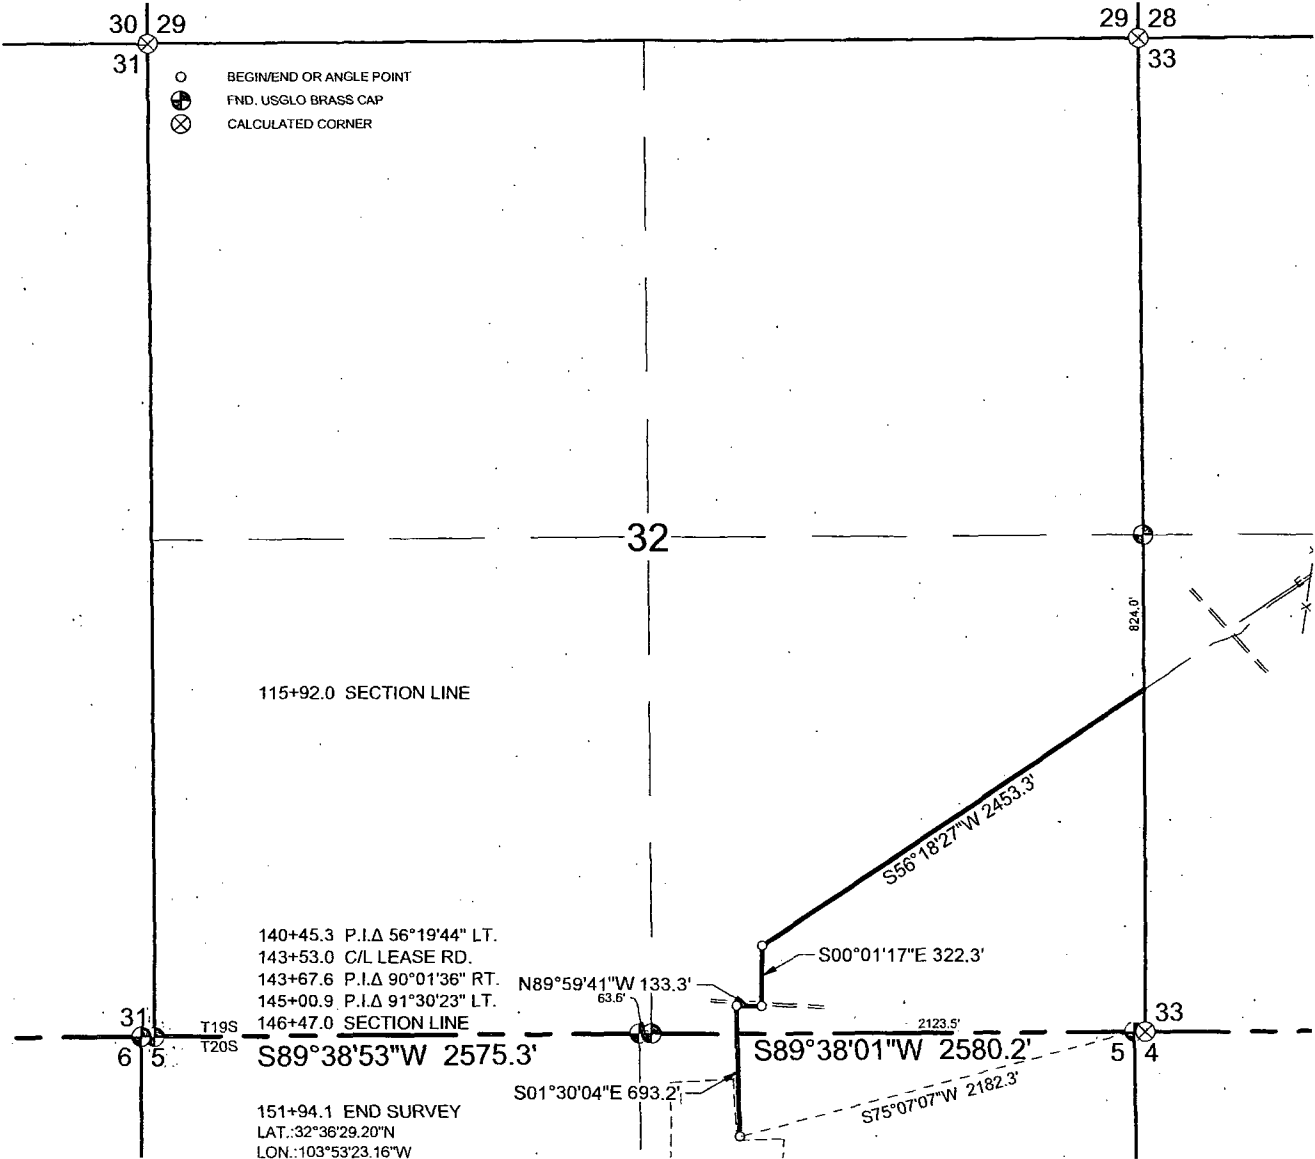 30 29
31
29 28
33
BEGIN/END OR ANGLE POINT
FND. USGLO BRASS CAP
CALCULATED CORNER
32
824.0'
E
X
115+92.0 SECTION LINE
S56°18'27"W 2453.3'
140+45.3 P.I.Δ 56°19'44" LT.
143+53.0 C/L LEASE RD.
143+67.6 P.I.Δ 90°01'36" RT.
145+00.9 P.I.Δ 91°30'23" LT.
146+47.0 SECTION LINE
S00°01'17"E 322.3'
N89°59'41"W 133.3'
63.6'
31
T19S
T20S
6 5
S89°38'53"W 2575.3'
2123.5'
S89°38'01"W 2580.2'
33
5 4
S01°30'04"E 693.2'
S75°07'07"W 2182.3'
151+94.1 END SURVEY
LAT.:32°36'29.20"N
LON.:103°53'23.16"W